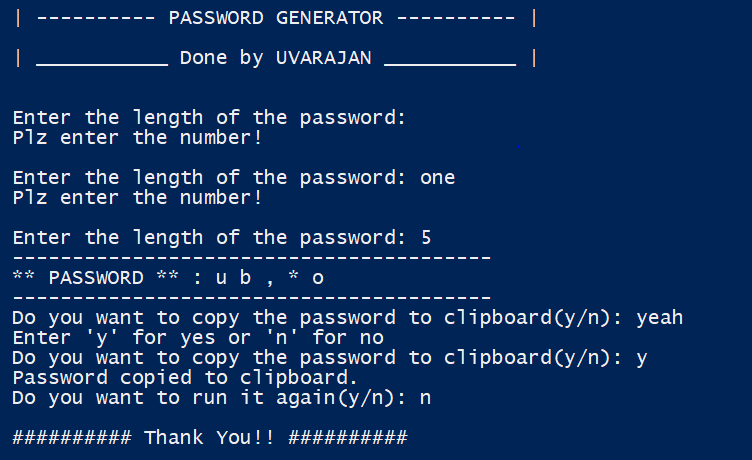 | ---------- PASSWORD GENERATOR ---------- |
| ___________ Done by UVARAJAN ___________ |
Enter the length of the password:
Plz enter the number!
Enter the length of the password: one
Plz enter the number!
Enter the length of the password: 5
----------------------------------------
** PASSWORD ** : u b , * o
----------------------------------------
Do you want to copy the password to clipboard(y/n): yeah
Enter 'y' for yes or 'n' for no
Do you want to copy the password to clipboard(y/n): y
Password copied to clipboard.
Do you want to run it again(y/n): n
########## Thank You!! ##########